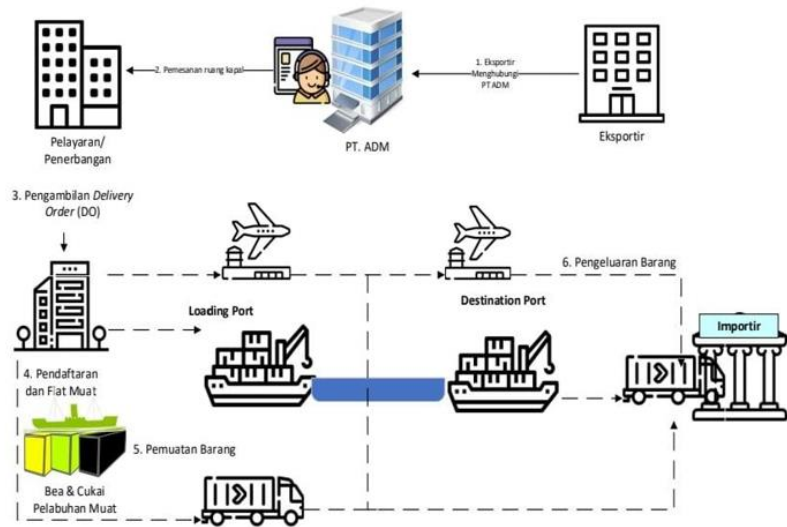 2. Pemesanan ruang kapal
1. Eksportir
Menghubungi
PT ADM
Pelayaran/
Penerbangan
PT. ADM
Eksportir
3. Pengambilan Delivery
Order (DO)
6. Pengeluaran Barang
Loading Port
Destination Port
Importir
4. Pendaftaran
dan Fiat Muat
5. Pemuatan Barang
Bea & Cukai
Pelabuhan Muat